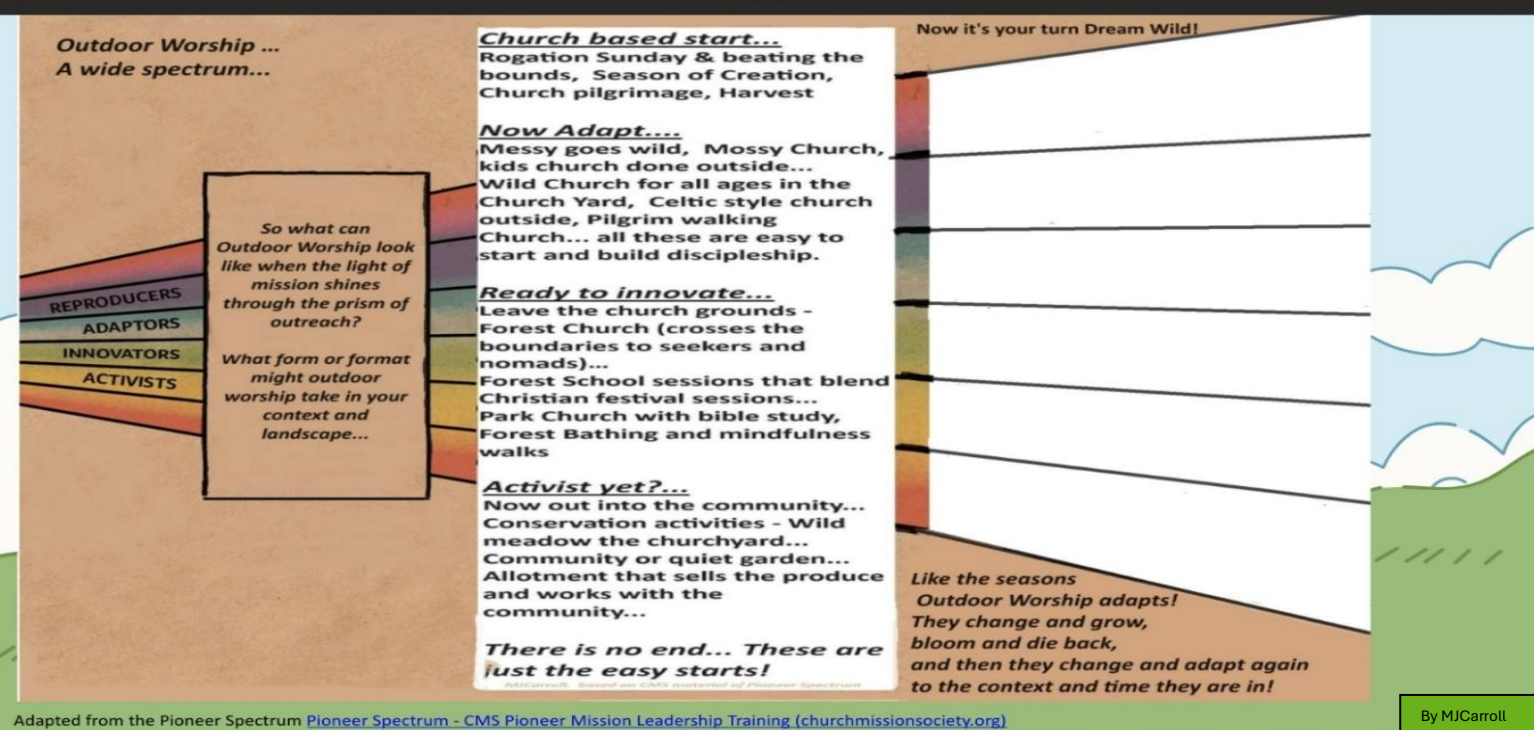 Outdoor Worship ...
A wide spectrum...
REPRODUCERS
ADAPTORS
INNOVATORS
ACTIVISTS
So what can
Outdoor Worship look
like when the light of
mission shines
through the prism of
outreach?
What form or format
might outdoor
worship take in your
context and
landscape...
Church based start...
Rogation Sunday & beating the
bounds, Season of Creation,
Church pilgrimage, Harvest
Now Adapt....
Messy goes wild, Mossy Church,
kids church done outside...
Wild Church for all ages in the
Church Yard, Celtic style church
outside, Pilgrim walking
Church... all these are easy to
start and build discipleship.
Ready to innovate...
Leave the church grounds -
Forest Church (crosses the
boundaries to seekers and
nomads)...
Forest School sessions that blend
Christian festival sessions...
Park Church with bible study,
Forest Bathing and mindfulness
walks
Activist yet?...
Now out into the community...
Conservation activities - Wild
meadow the churchyard...
Community or quiet garden...
Allotment that sells the produce
and works with the
community...
There is no end... These are
just the easy starts!
MJCarroll, based on CMS material of Pioneer Spectrum
Now it's your turn Dream Wild!
Like the seasons
Outdoor Worship adapts!
They change and grow,
bloom and die back,
and then they change and adapt again
to the context and time they are in!
Adapted from the Pioneer Spectrum Pioneer Spectrum - CMS Pioneer Mission Leadership Training (churchmissionsociety.org)
By MJCarroll